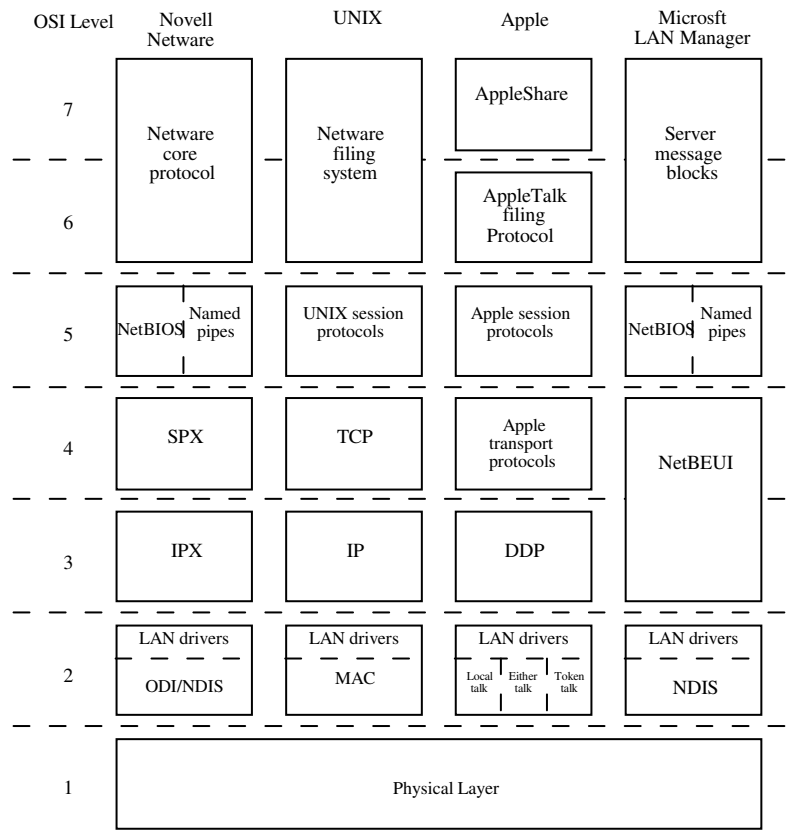 OSI Level
Novell
Netware
UNIX
Apple
Microsft
LAN Manager
7
Netware
core
protocol
Netware
filing
system
AppleShare
Server
message
blocks
6
AppleTalk
filing
Protocol
5
NetBIOS
Named
pipes
UNIX session
protocols
Apple session
protocols
NetBIOS
Named
pipes
4
SPX
TCP
Apple
transport
protocols
NetBEUI
3
IPX
IP
DDP
2
LAN drivers
ODI/NDIS
LAN drivers
MAC
LAN drivers
Local
talk
Either
talk
Token
talk
LAN drivers
NDIS
1
Physical Layer